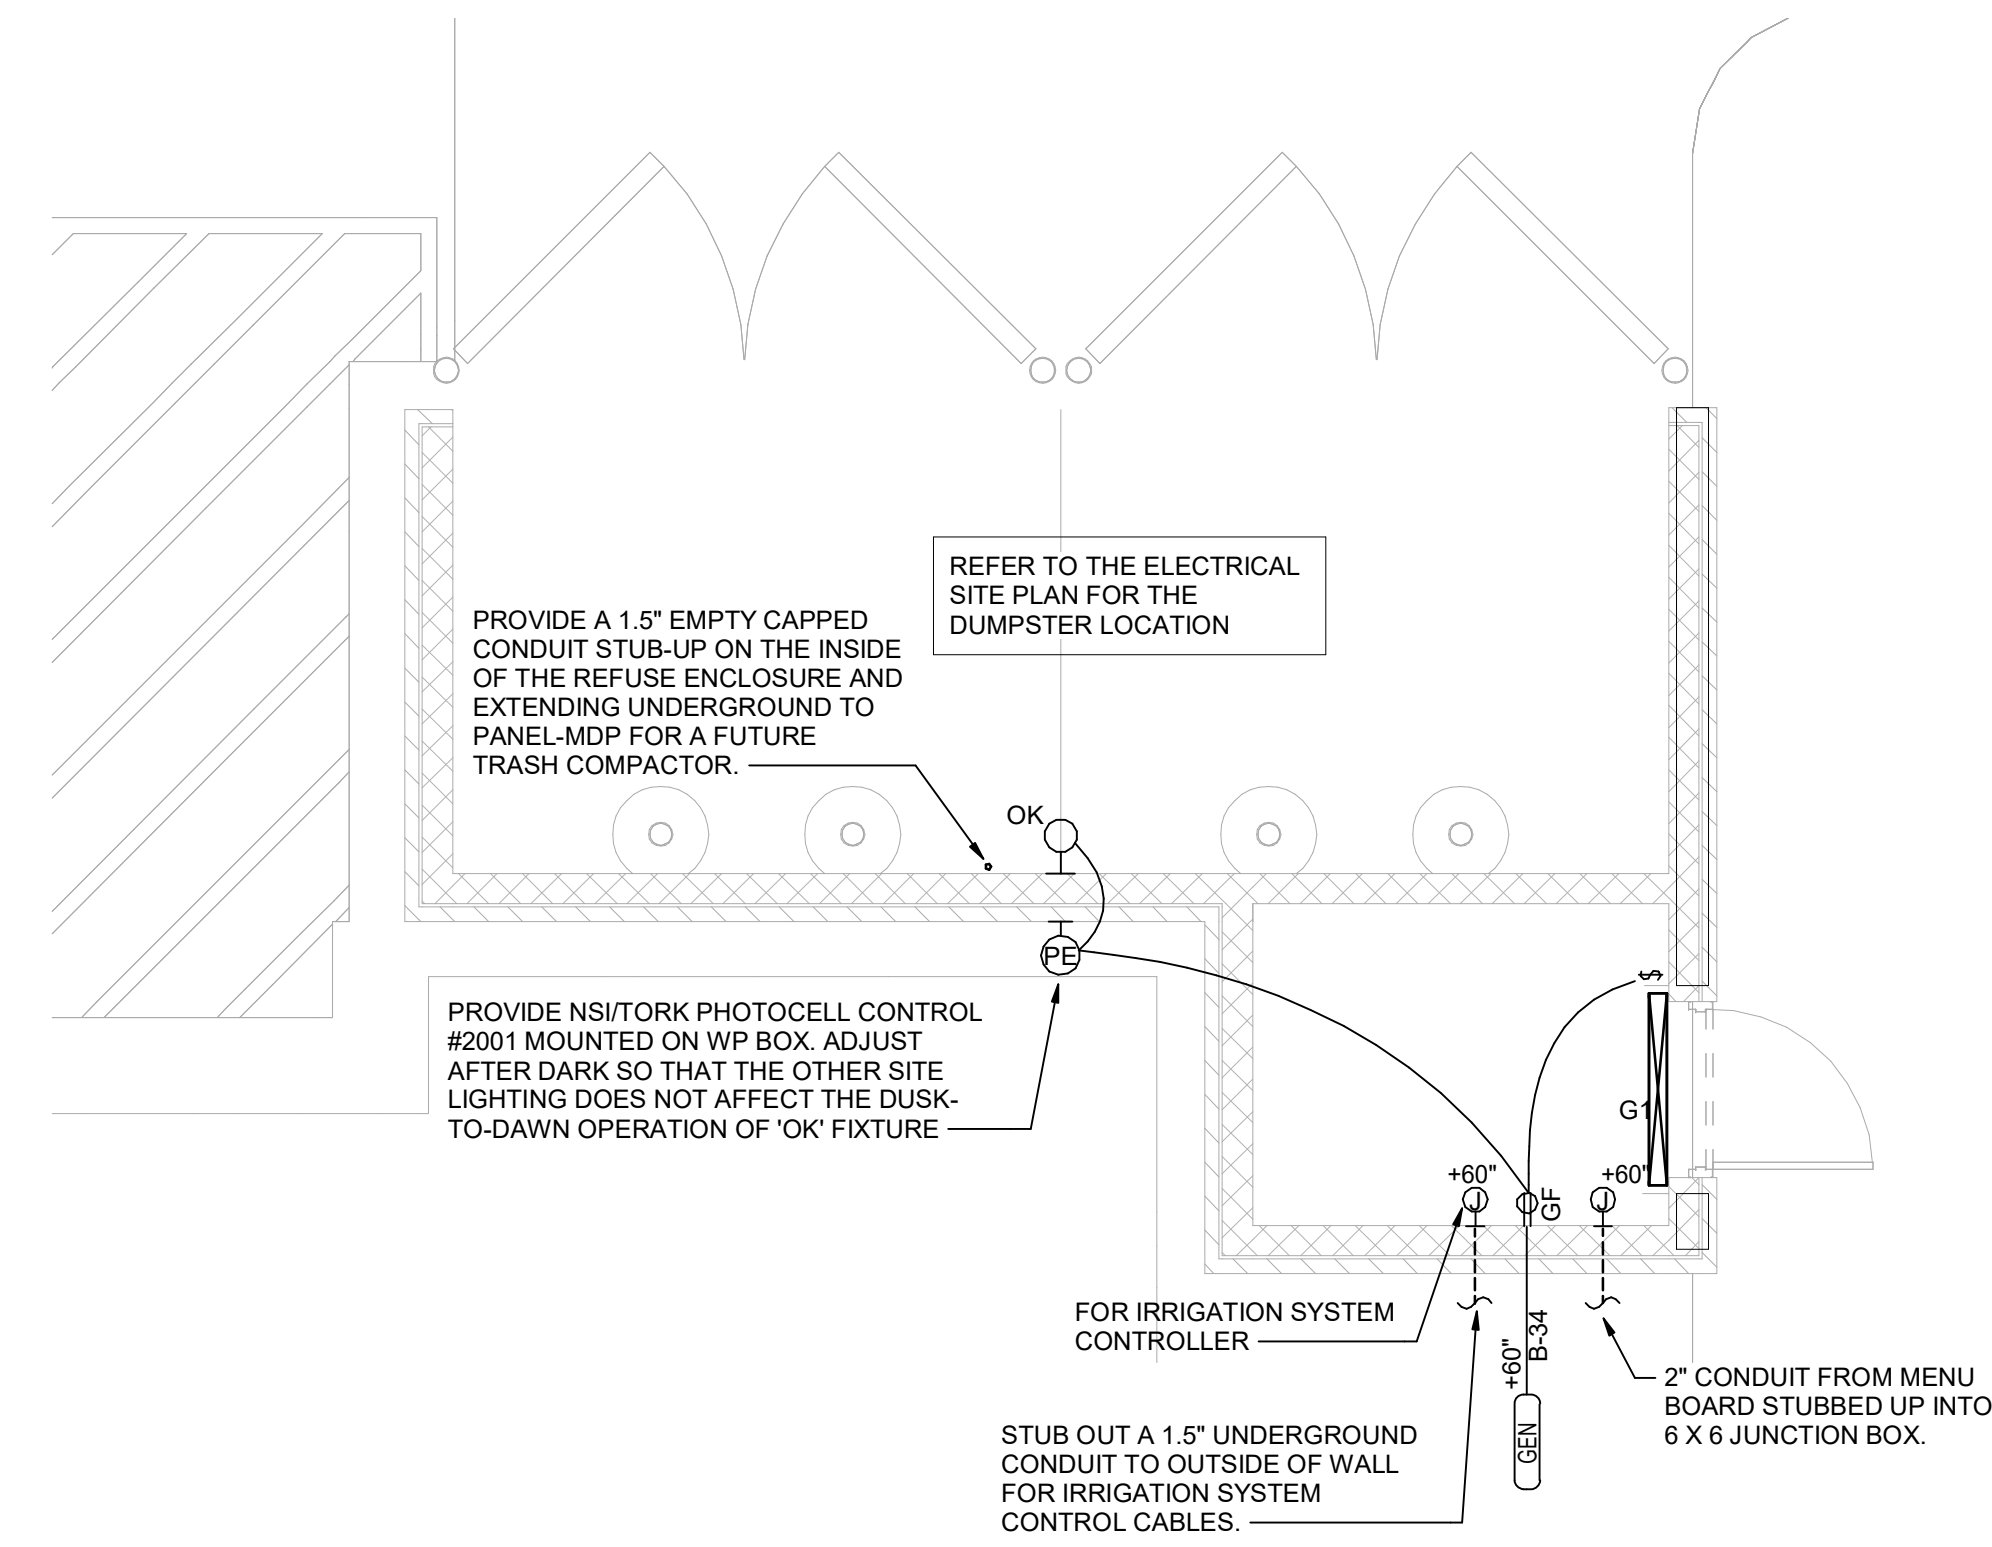 REFER TO THE ELECTRICAL
SITE PLAN FOR THE
DUMPSTER LOCATION
PROVIDE A 1.5" EMPTY CAPPED
CONDUIT STUB-UP ON THE INSIDE
OF THE REFUSE ENCLOSURE AND
EXTENDING UNDERGROUND TO
PANEL-MDP FOR A FUTURE
TRASH COMPACTOR.
OK
PE
PROVIDE NSI/TORK PHOTOCELL CONTROL
#2001 MOUNTED ON WP BOX. ADJUST
AFTER DARK SO THAT THE OTHER SITE
LIGHTING DOES NOT AFFECT THE DUSK-
TO-DAWN OPERATION OF 'OK' FIXTURE
$
G1
+60"
J
GF
+60"
J
FOR IRRIGATION SYSTEM
CONTROLLER
+60"
B-34
GEN
2" CONDUIT FROM MENU
BOARD STUBBED UP INTO
6 X 6 JUNCTION BOX.
STUB OUT A 1.5" UNDERGROUND
CONDUIT TO OUTSIDE OF WALL
FOR IRRIGATION SYSTEM
CONTROL CABLES.